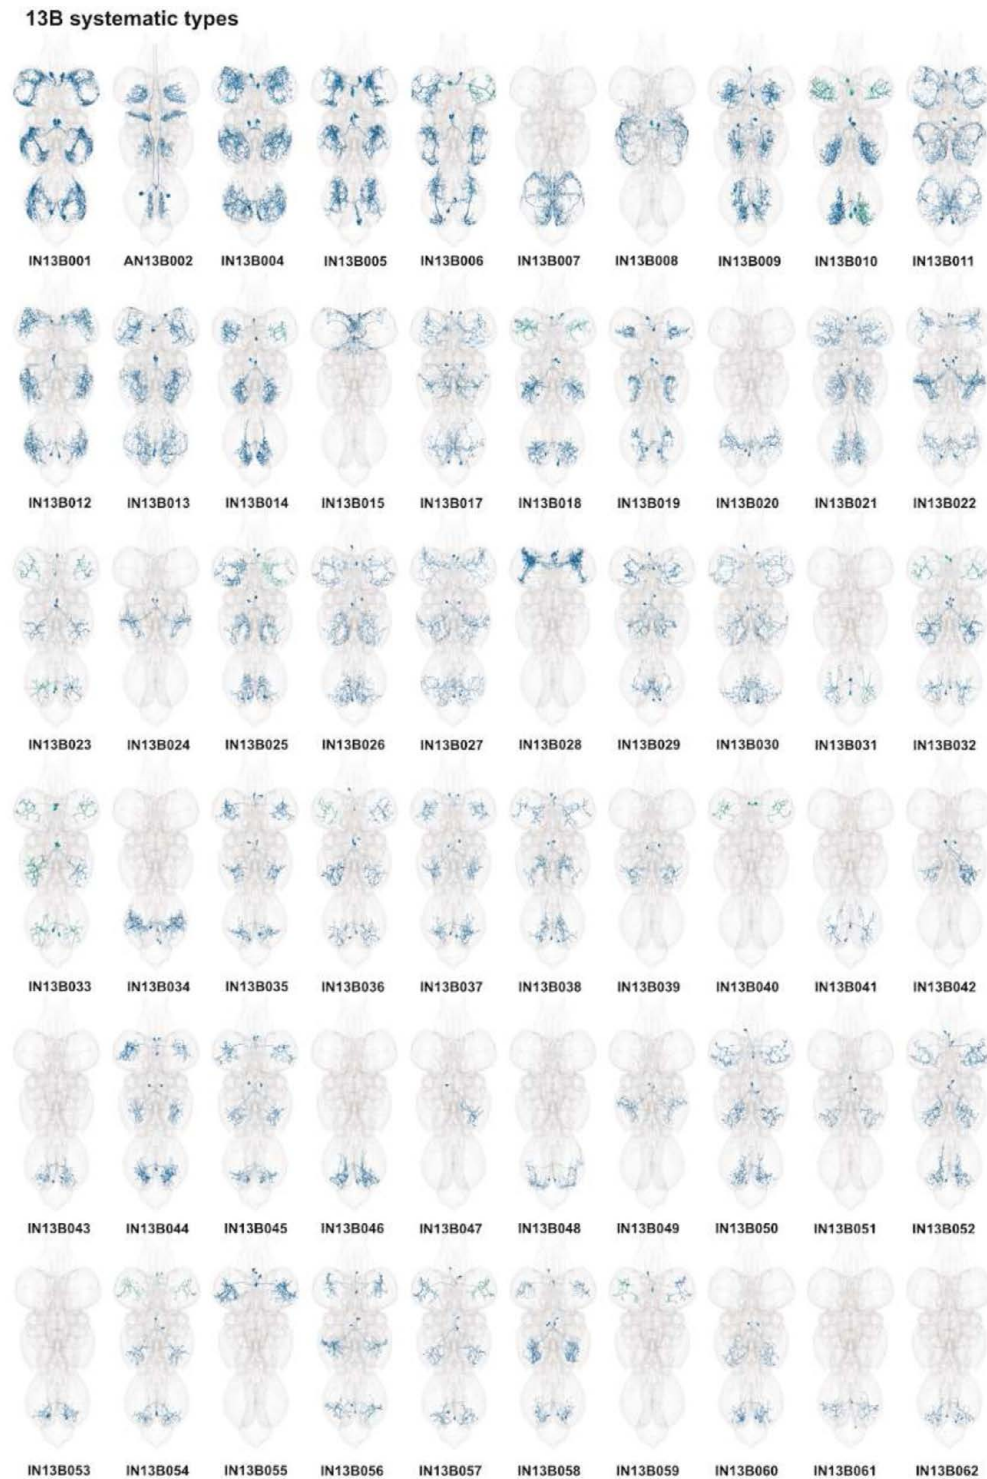 13B systematic types
IN13B001 AN13B002 IN13B004 IN13B005 IN13B006 IN13B007 IN13B008 IN13B009 IN13B010 IN13B011
IN13B012 IN13B013 IN13B014 IN13B015 IN13B017 IN13B018 IN13B019 IN13B020 IN13B021 IN13B022
IN13B023 IN13B024 IN13B025 IN13B026 IN13B027 IN13B028 IN13B029 IN13B030 IN13B031 IN13B032
IN13B033 IN13B034 IN13B035 IN13B036 IN13B037 IN13B038 IN13B039 IN13B040 IN13B041 IN13B042
IN13B043 IN13B044 IN13B045 IN13B046 IN13B047 IN13B048 IN13B049 IN13B050 IN13B051 IN13B052
IN13B053 IN13B054 IN13B055 IN13B056 IN13B057 IN13B058 IN13B059 IN13B060 IN13B061 IN13B062